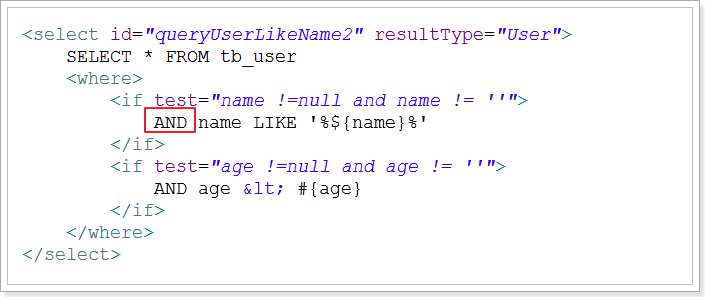 <select id="queryUserLikeName2" resultType="User">
SELECT * FROM tb_user
<where>
<if test="name !=null and name != ''">
AND name LIKE '%${name}%'
</if>
<if test="age !=null and age != ''">
AND age &lt; #{age}
</if>
</where>
</select>